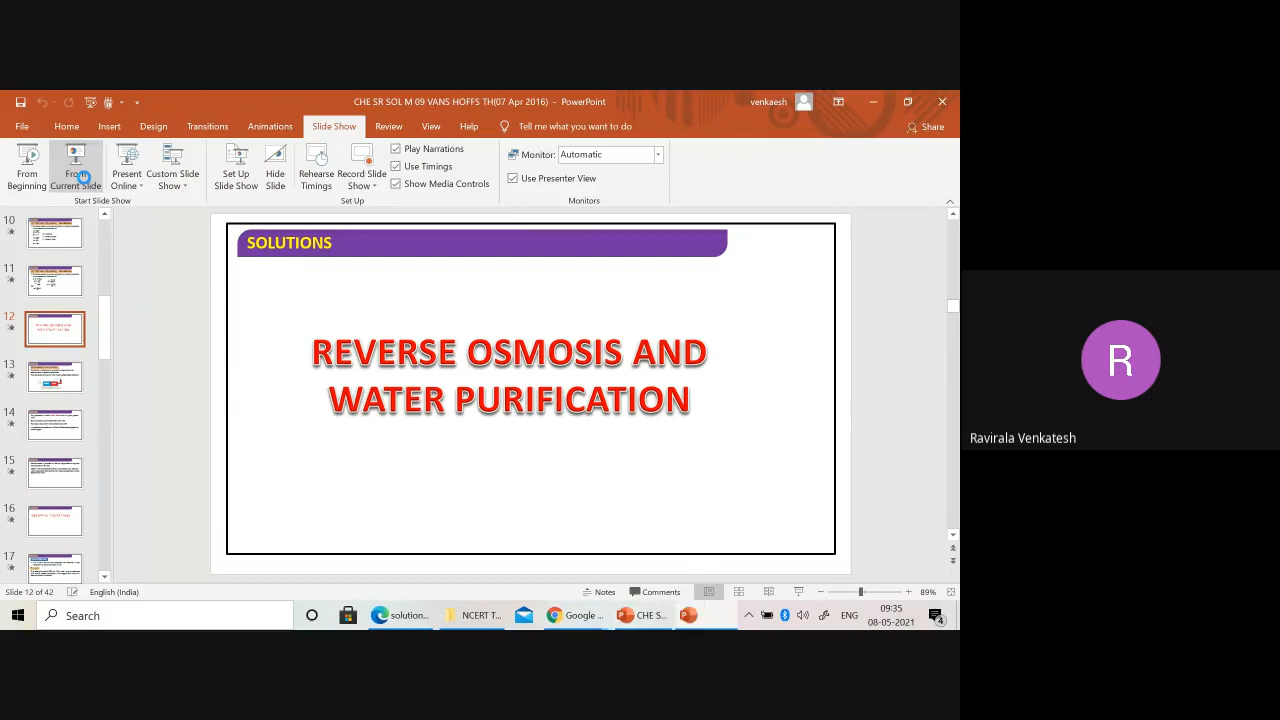 CHE SR SOL M 09 VANS HOFFS TH(07 Apr 2016) - PowerPoint
venkaesh
File Home Insert Design Transitions Animations Slide Show Review View Help Tell me what you want to do Share
From Beginning
From Current Slide
Present Online
Custom Slide Show
Start Slide Show
Set Up Slide Show
Hide Slide
Rehearse Timings
Record Slide Show
Play Narrations
Use Timings
Show Media Controls
Set Up
Monitor: Automatic
Use Presenter View
Monitors
10
11
12
13
14
15
16
17
SOLUTIONS
REVERSE OSMOSIS AND
WATER PURIFICATION
R
Ravirala Venkatesh
Slide 12 of 42 English (India) Notes Comments 89%
Search solution... NCERT T... Google ... CHE S... ENG
09:35
08-05-2021
4